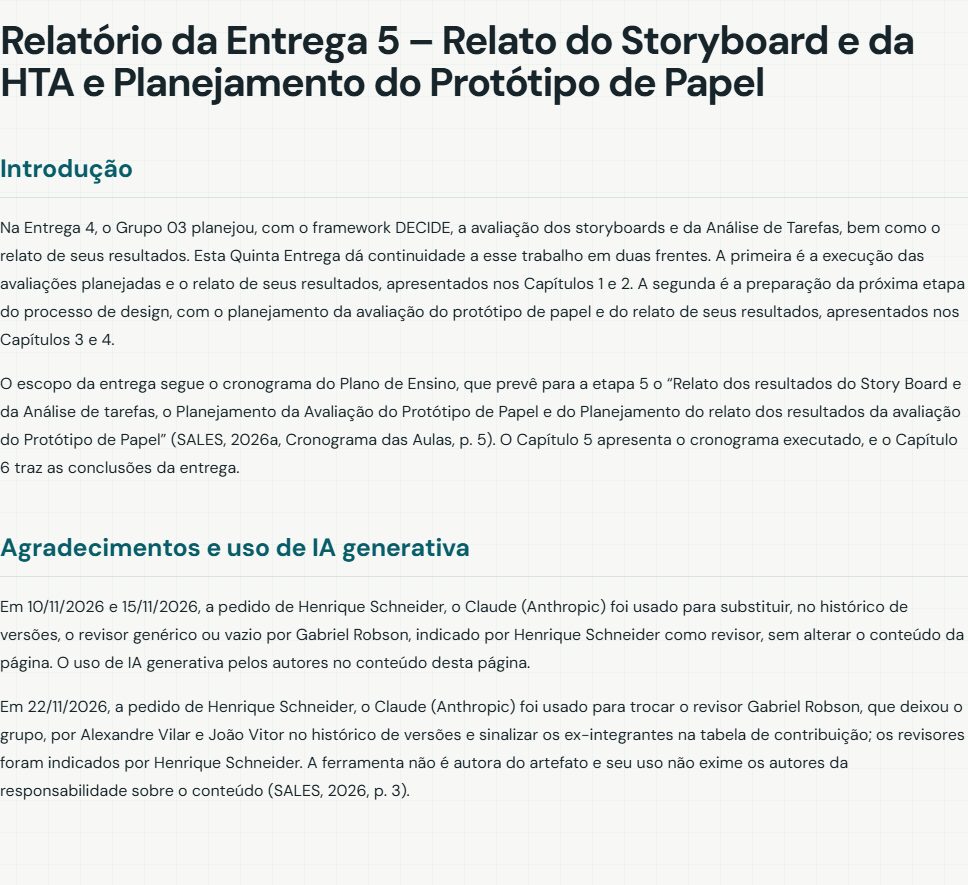 Relatório da Entrega 5 – Relato do Storyboard e da
HTA e Planejamento do Protótipo de Papel
Introdução
Na Entrega 4, o Grupo 03 planejou, com o framework DECIDE, a avaliação dos storyboards e da Análise de Tarefas, bem como o
relato de seus resultados. Esta Quinta Entrega dá continuidade a esse trabalho em duas frentes. A primeira é a execução das
avaliações planejadas e o relato de seus resultados, apresentados nos Capítulos 1 e 2. A segunda é a preparação da próxima etapa
do processo de design, com o planejamento da avaliação do protótipo de papel e do relato de seus resultados, apresentados nos
Capítulos 3 e 4.
O escopo da entrega segue o cronograma do Plano de Ensino, que prevê para a etapa 5 o “Relato dos resultados do Story Board e
da Análise de tarefas, o Planejamento da Avaliação do Protótipo de Papel e do Planejamento do relato dos resultados da avaliação
do Protótipo de Papel” (SALES, 2026a, Cronograma das Aulas, p. 5). O Capítulo 5 apresenta o cronograma executado, e o Capítulo
6 traz as conclusões da entrega.
Agradecimentos e uso de IA generativa
Em 10/11/2026 e 15/11/2026, a pedido de Henrique Schneider, o Claude (Anthropic) foi usado para substituir, no histórico de
versões, o revisor genérico ou vazio por Gabriel Robson, indicado por Henrique Schneider como revisor, sem alterar o conteúdo da
página. O uso de IA generativa pelos autores no conteúdo desta página.
Em 22/11/2026, a pedido de Henrique Schneider, o Claude (Anthropic) foi usado para trocar o revisor Gabriel Robson, que deixou o
grupo, por Alexandre Vilar e João Vitor no histórico de versões e sinalizar os ex-integrantes na tabela de contribuição; os revisores
foram indicados por Henrique Schneider. A ferramenta não é autora do artefato e seu uso não exime os autores da
responsabilidade sobre o conteúdo (SALES, 2026, p. 3).